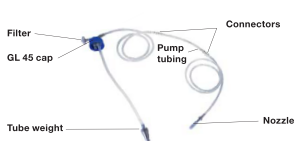 Connectors
Filter
Pump
tubing
GL 45 cap
Nozzle
Tube weight